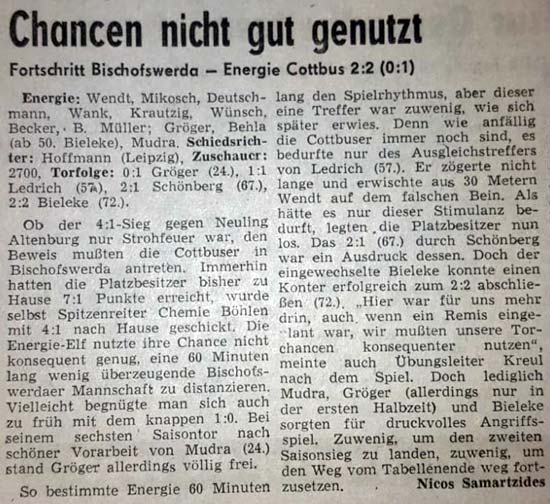 Chancen nicht gut genutzt
Fortschritt Bischofswerda — Energie Cottbus 2:2 (0:1)
Energie: Wendt, Mikosch, Deutsch-
mann, Wank, Krautzig, Wünsch,
Becker, B. Müller; Gröger, Behla
(ab 50. Bieleke), Mudra. Schiedsrich-
ter: Hoffmann (Leipzig), Zuschauer:
2700, Torfolge: 0:1 Gröger (24.), 1:1
Ledrich (57.), 2:1 Schönberg (67.),
2:2 Bieleke (72.)
Ob der 4:1-Sieg gegen Neuling
Altenburg nur Strohfeuer war, den
Beweis mußten die Cottbuser in
Bischofswerda antreten. Immerhin
hatten die Platzbesitzer bisher zu
Hause 7:1 Punkte erreicht, wurde
selbst Spitzenreiter Chemie Böhlen
mit 4:1 nach Hause geschickt. Die
Energie-Elf nutzte ihre Chance nicht
konsequent genug, eine 60 Minuten
lang wenig überzeugende Bischofs-
werdaer Mannschaft zu distanzieren.
Vielleicht begnügte man sich auch
zu früh mit dem knappen 1:0. Bei
seinem sechsten Saisontor nach
schöner Vorarbeit von Mudra (24.)
stand Gröger allerdings völlig frei.
So bestimmte Energie 60 Minuten
lang den Spielrhythmus, aber dieser
eine Treffer war zuwenig, wie sich
später erwies. Denn wie anfällig
die Cottbuser immer noch sind, es
bedurfte nur des Ausgleichstreffers
von Ledrich (57.). Er zögerte nicht
lange und erwischte aus 30 Metern
Wendt auf dem falschen Bein. Als
hätte es nur dieser Stimulanz be-
durft, legten die Platzbesitzer nun
los. Das 2:1 (67.) durch Schönberg
war ein Ausdruck dessen. Doch der
eingewechselte Bieleke konnte einen
Konter erfolgreich zum 2:2 abschlie-
ßen (72.). „Hier war für uns mehr
drin, auch wenn ein Remis einge-
lant war, wir mußten unsere Tor-
chancen konsequenter nutzen",
meinte auch Übungsleiter Kreul
nach dem Spiel. Doch lediglich
Mudra, Gröger (allerdings nur in
der ersten Halbzeit) und Bieleke
sorgten für druckvolles Angriffs-
spiel. Zuwenig, um den zweiten
Saisonsieg zu landen, zuwenig, um
den Weg vom Tabellenende weg fort-
zusetzen. Nicos Samartzides